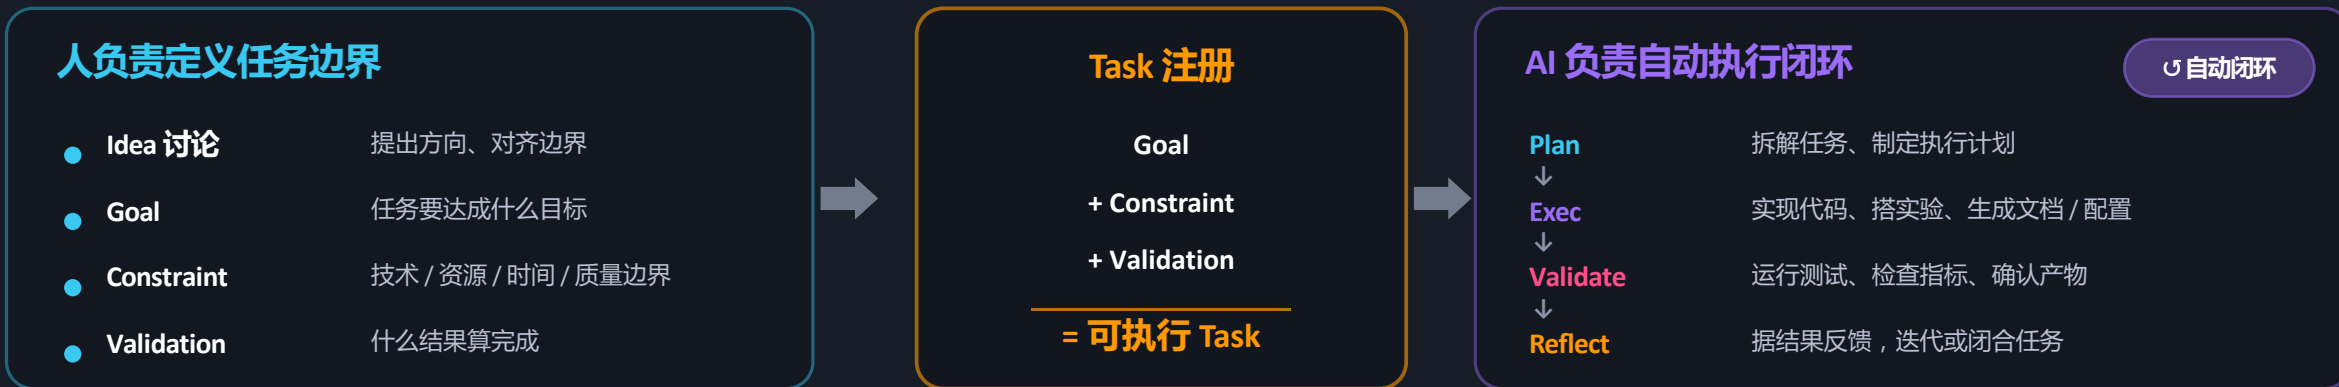 人负责定义任务边界
Idea 讨论 提出方向、对齐边界
Goal 任务要达成什么目标
Constraint 技术 / 资源 / 时间 / 质量边界
Validation 什么结果算完成
Task 注册
Goal
+ Constraint
+ Validation
= 可执行 Task
AI 负责自动执行闭环
↺ 自动闭环
Plan 拆解任务、制定执行计划
↓
Exec 实现代码、搭实验、生成文档 / 配置
↓
Validate 运行测试、检查指标、确认产物
↓
Reflect 据结果反馈，迭代或闭合任务